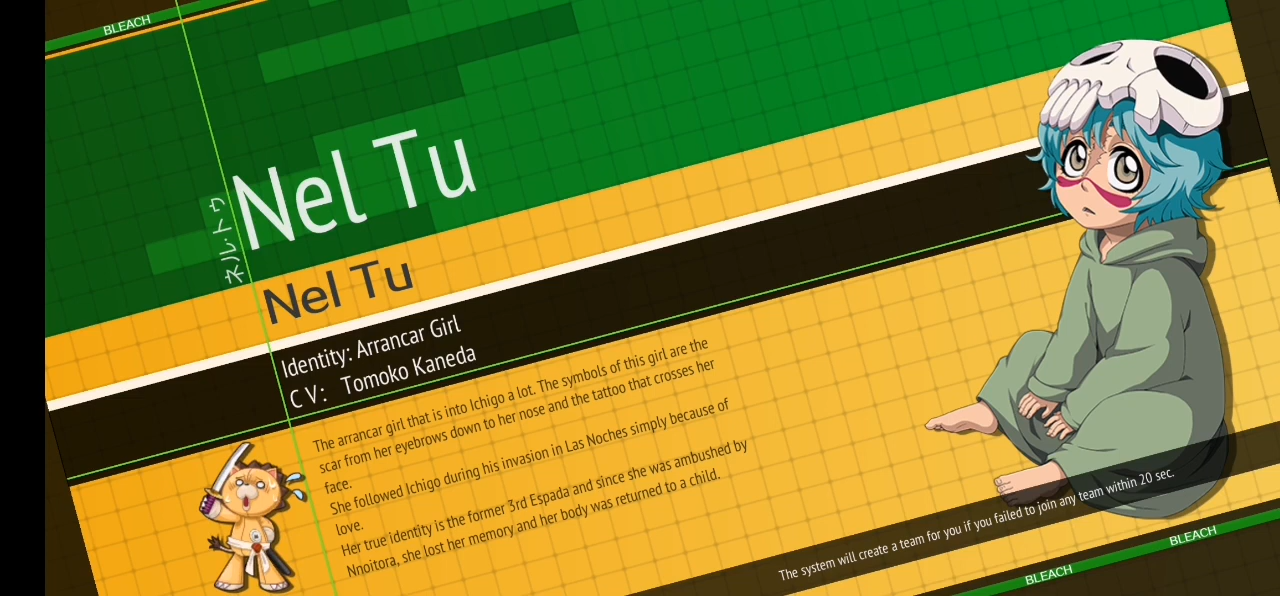 BLEACH
Nel Tu
ネルトゥ
Nel Tu
Identity: Arrancar Girl
C V: Tomoko Kaneda
The arrancar girl that is into Ichigo a lot. The symbols of this girl are the
scar from her eyebrows down to her nose and the tattoo that crosses her
face.
She followed Ichigo during his invasion in Las Noches simply because of
love.
Her true identity is the former 3rd Espada and since she was ambushed by
Nnoitora, she lost her memory and her body was returned to a child.
The system will create a team for you if you failed to join any team within 20 sec.
BLEACH
BLEACH